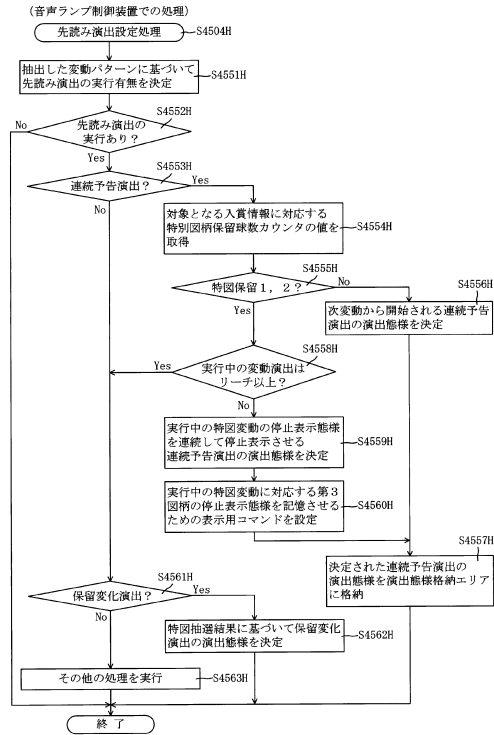 (音声ランプ制御装置での処理)
先読み演出設定処理
S4504H
抽出した変動パターンに基づいて
先読み演出の実行有無を決定
S4551H
先読み演出の
実行あり?
S4552H
No
Yes
連続予告演出?
S4553H
Yes
No
対象となる入賞情報に対応する
特別図柄保留球数カウンタの値を
取得
S4554H
特図保留1,2?
S4555H
No
Yes
次変動から開始される連続予告
演出の演出態様を決定
S4556H
実行中の変動演出は
リーチ以上?
S4558H
Yes
No
実行中の特図変動の停止表示態様
を連続して停止表示させる
連続予告演出の演出態様を決定
S4559H
実行中の特図変動に対応する第3
図柄の停止表示態様を記憶させる
ための表示用コマンドを設定
S4560H
決定された連続予告演出の
演出態様を演出態様格納エリア
に格納
S4557H
保留変化演出?
S4561H
Yes
No
特図抽選結果に基づいて保留変化
演出の演出態様を決定
S4562H
その他の処理を実行
S4563H
終了